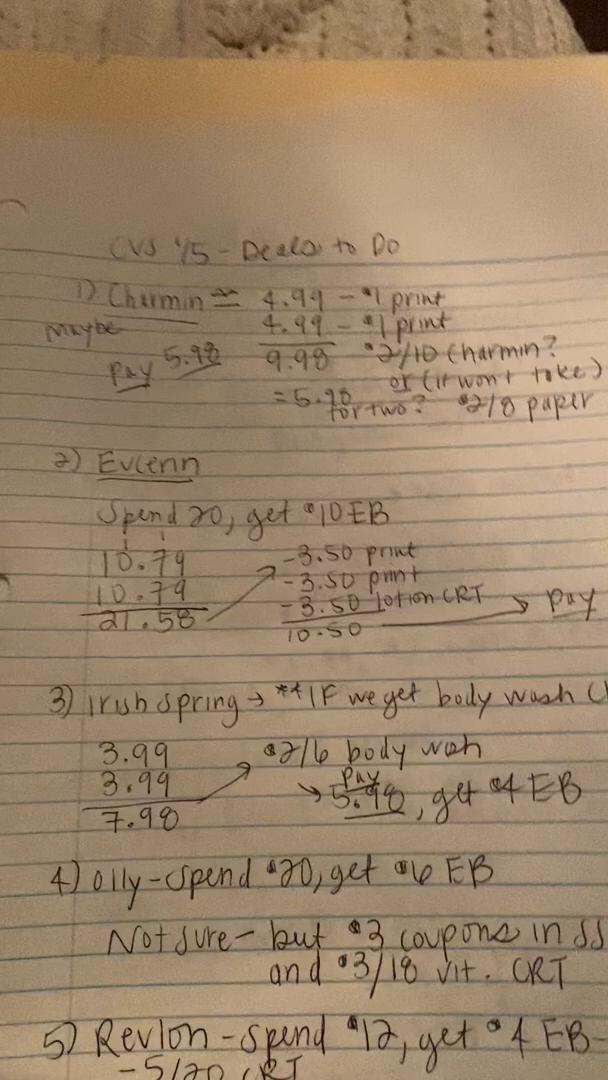 CVS 1/5 - Deals to Do
1) Charmin = 4.99 - $1 print
maybe 4.99 - $1 print
pay 5.98 9.98 $2/10 Charmin?
or (it won't take)
= 5.98 for two? $2/8 paper
2) Eucerin
Spend 20, get $10 EB
10.79 -3.50 print
10.79 -3.50 print
21.58 -3.50 lotion CRT
10.50 → pay
3) Irish Spring → **IF we get body wash
3.99 $2/6 body wash
3.99 pay
7.98 → 5.98, get $4 EB
4) Olly - spend $20, get $6 EB
Not sure - but $3 coupons in SS
and $3/18 vit. CRT
5) Revlon - spend $12, get $4 EB -
- 5/20 CRT